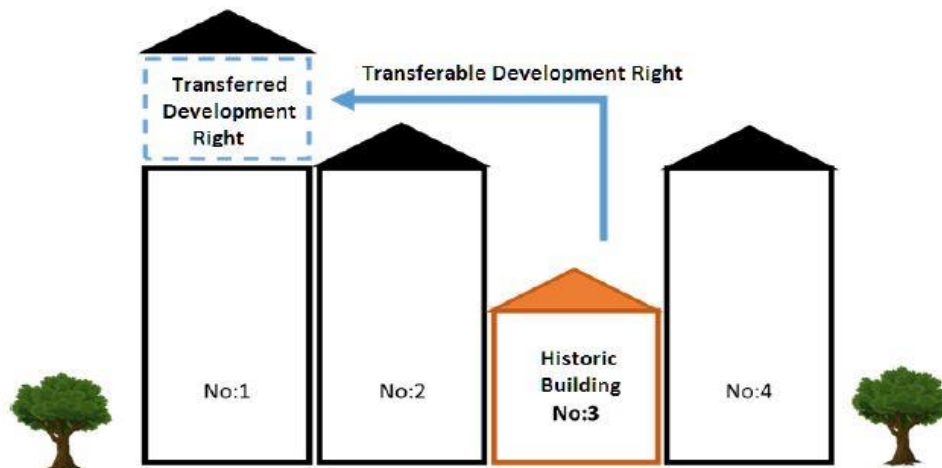 Transferable Development Right
Transferred
Development
Right
No:1
No:2
Historic
Building
No:3
No:4